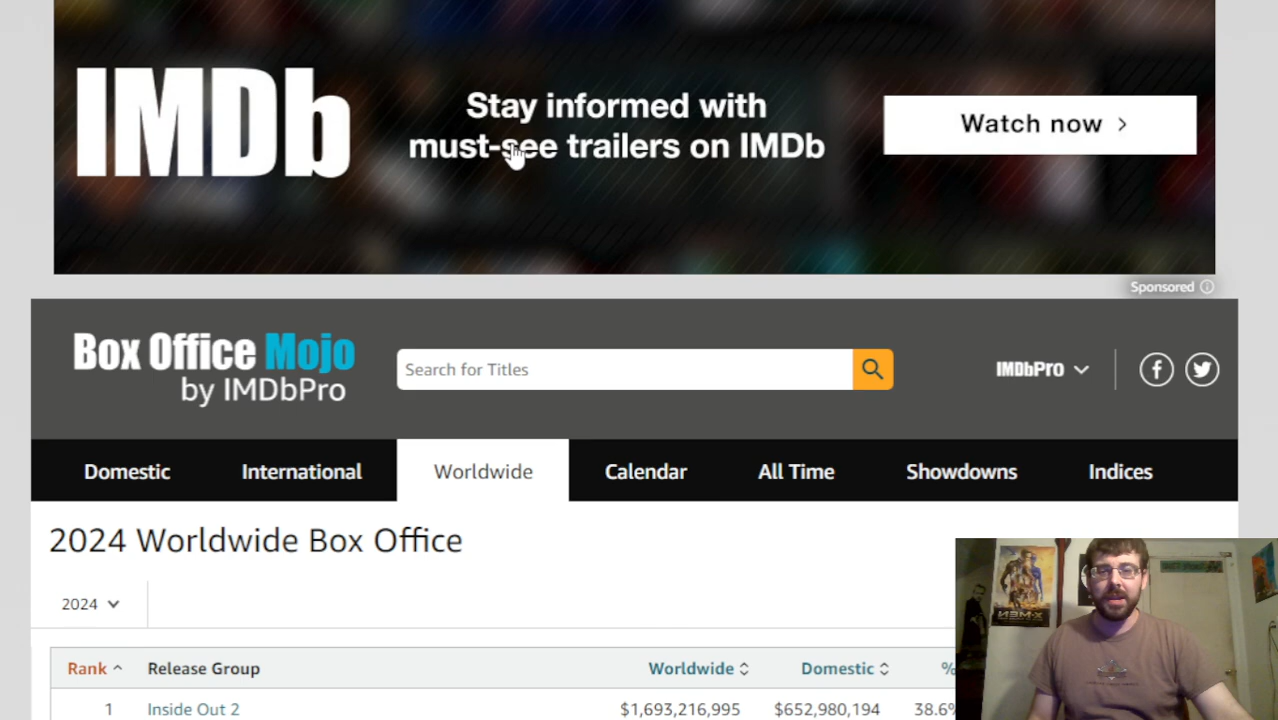 IMDb
Stay informed with
must-see trailers on IMDb
Watch now >
Sponsored
Box Office Mojo
by IMDbPro
Search for Titles
IMDbPro
Domestic International Worldwide Calendar All Time Showdowns Indices
2024 Worldwide Box Office
2024
Rank Release Group Worldwide Domestic %
1 Inside Out 2 $1,693,216,995 $652,980,194 38.6%
X-MEN